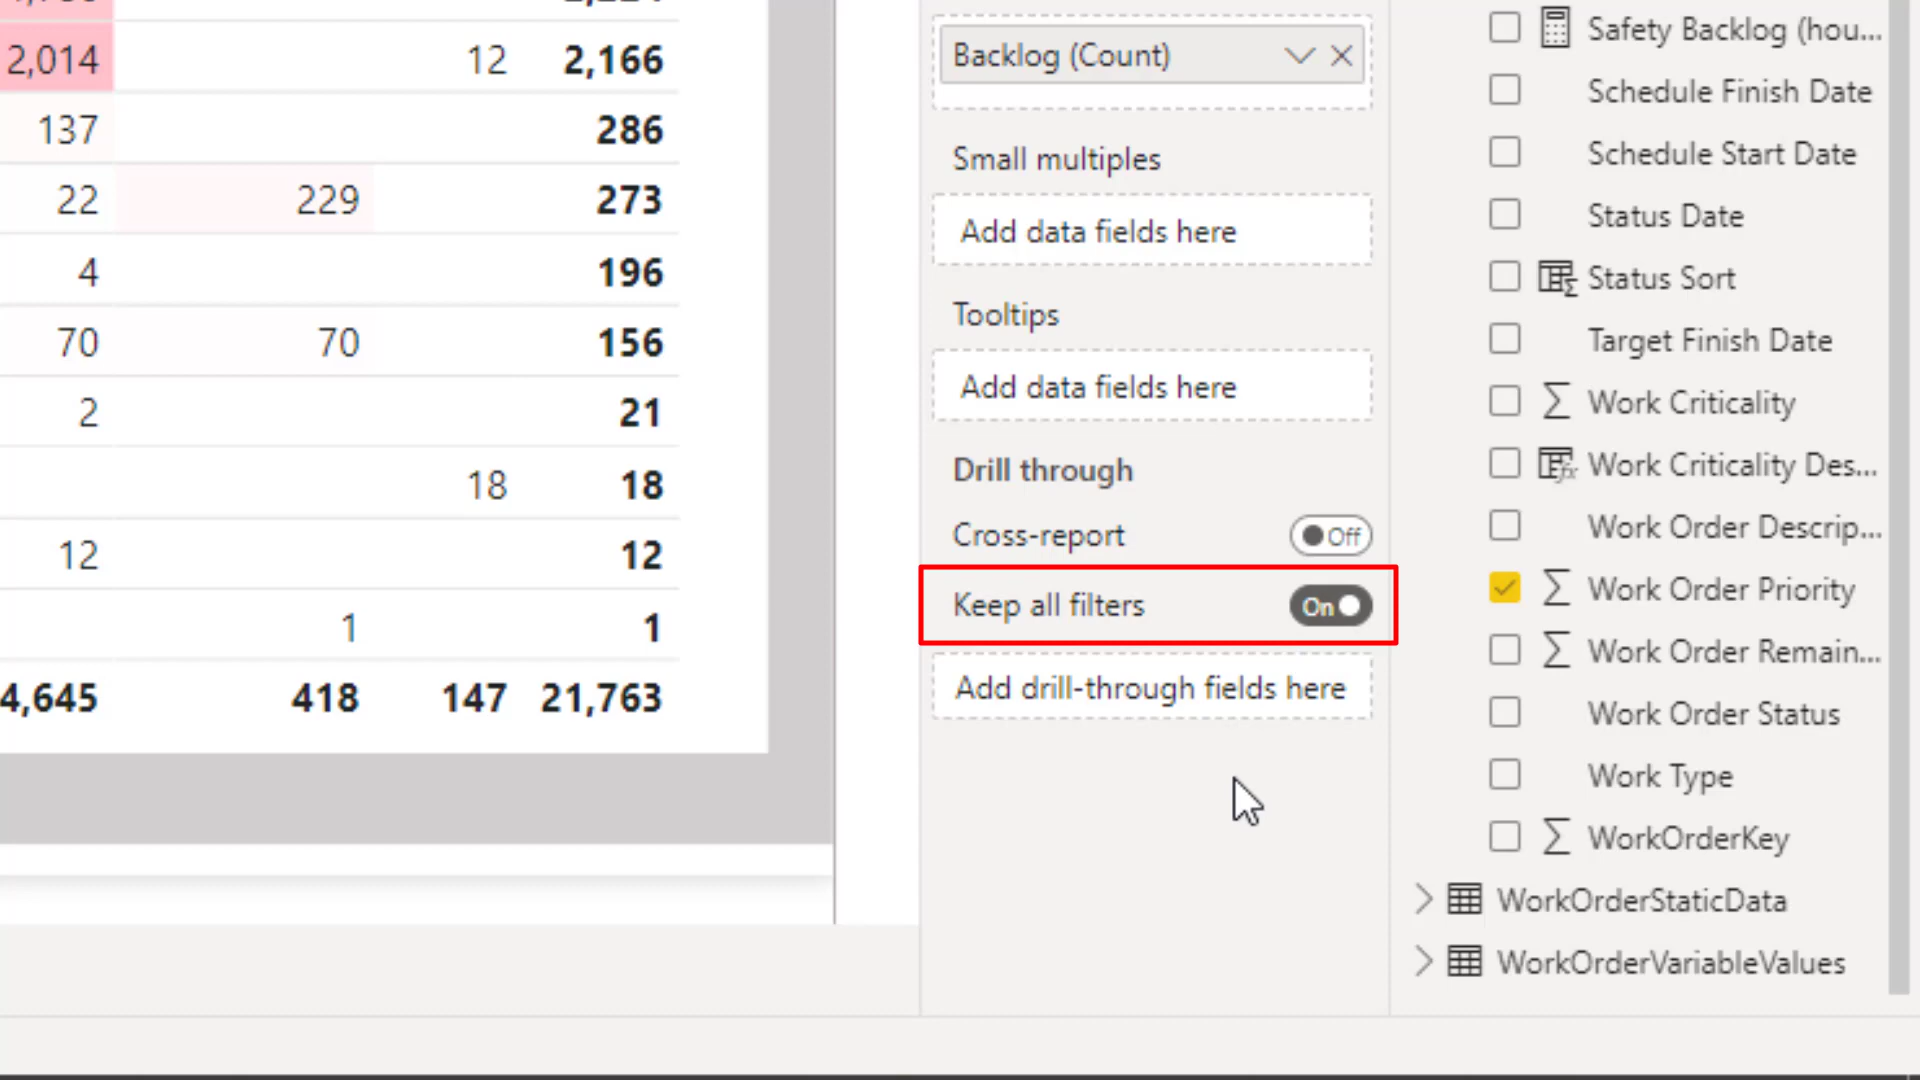 2,014 12 2,166
137 286
22 229 273
4 196
70 70 156
2 21
18 18
12 12
1 1
4,645 418 147 21,763
Backlog (Count)
Small multiples
Add data fields here
Tooltips
Add data fields here
Drill through
Cross-report Off
Keep all filters On
Add drill-through fields here
Safety Backlog (hou...
Schedule Finish Date
Schedule Start Date
Status Date
Status Sort
Target Finish Date
Work Criticality
Work Criticality Des...
Work Order Descrip...
Work Order Priority
Work Order Remain...
Work Order Status
Work Type
WorkOrderKey
WorkOrderStaticData
WorkOrderVariableValues